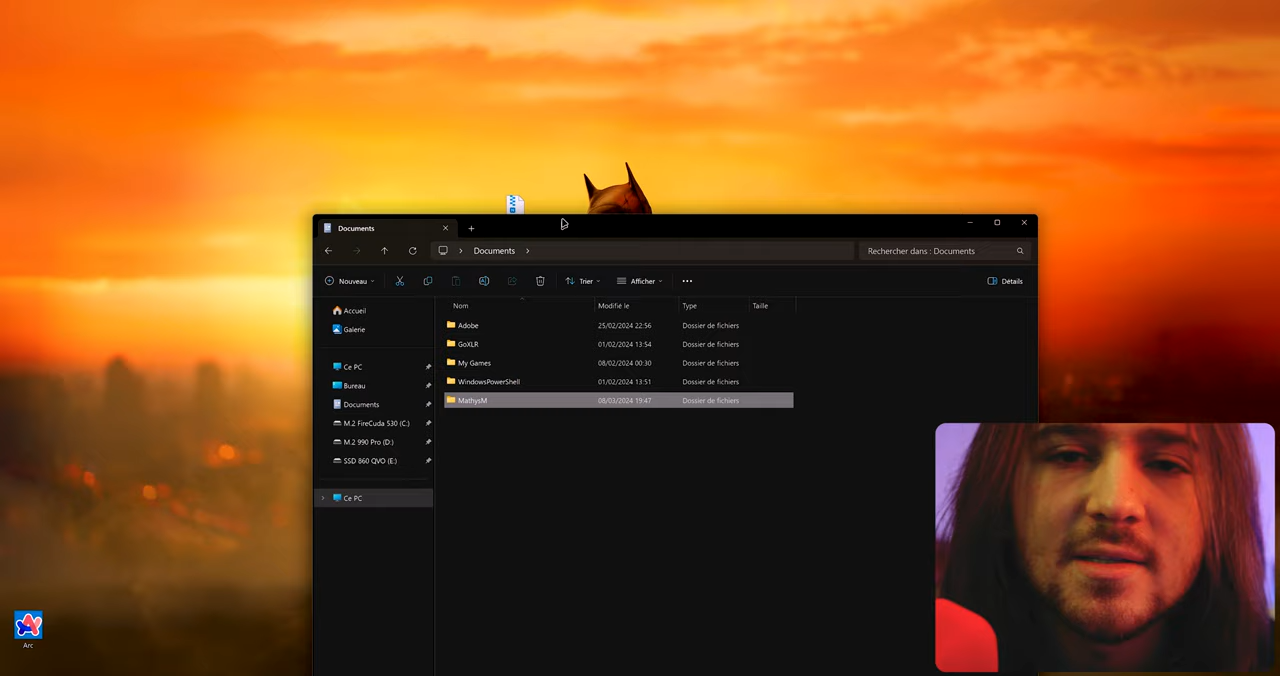 Documents
Documents
Rechercher dans : Documents
Nouveau
Trier
Afficher
Détails
Nom
Modifié le
Type
Taille
Accueil
Galerie
Ce PC
Bureau
Documents
M.2 FireCuda 530 (C:)
M.2 990 Pro (D:)
SSD 860 QVO (E:)
Ce PC
Adobe 25/02/2024 22:56 Dossier de fichiers
GoXLR 01/02/2024 13:54 Dossier de fichiers
My Games 08/02/2024 00:30 Dossier de fichiers
WindowsPowerShell 01/02/2024 13:51 Dossier de fichiers
MathysM 08/03/2024 19:47 Dossier de fichiers
Arc